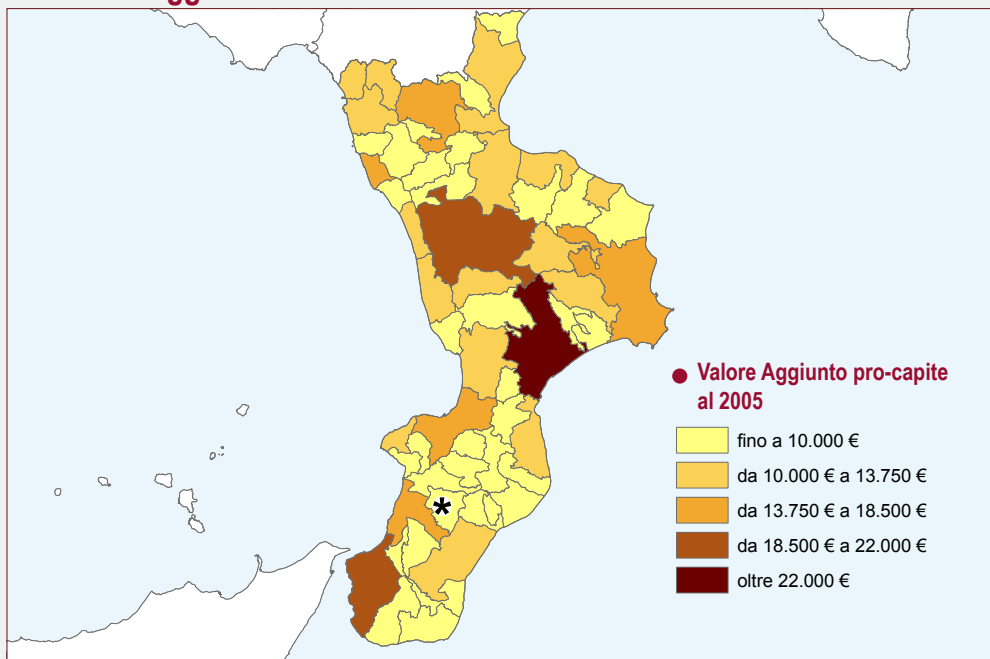 Valore Aggiunto pro-capite
al 2005
fino a 10.000 €
da 10.000 € a 13.750 €
da 13.750 € a 18.500 €
da 18.500 € a 22.000 €
oltre 22.000 €
*